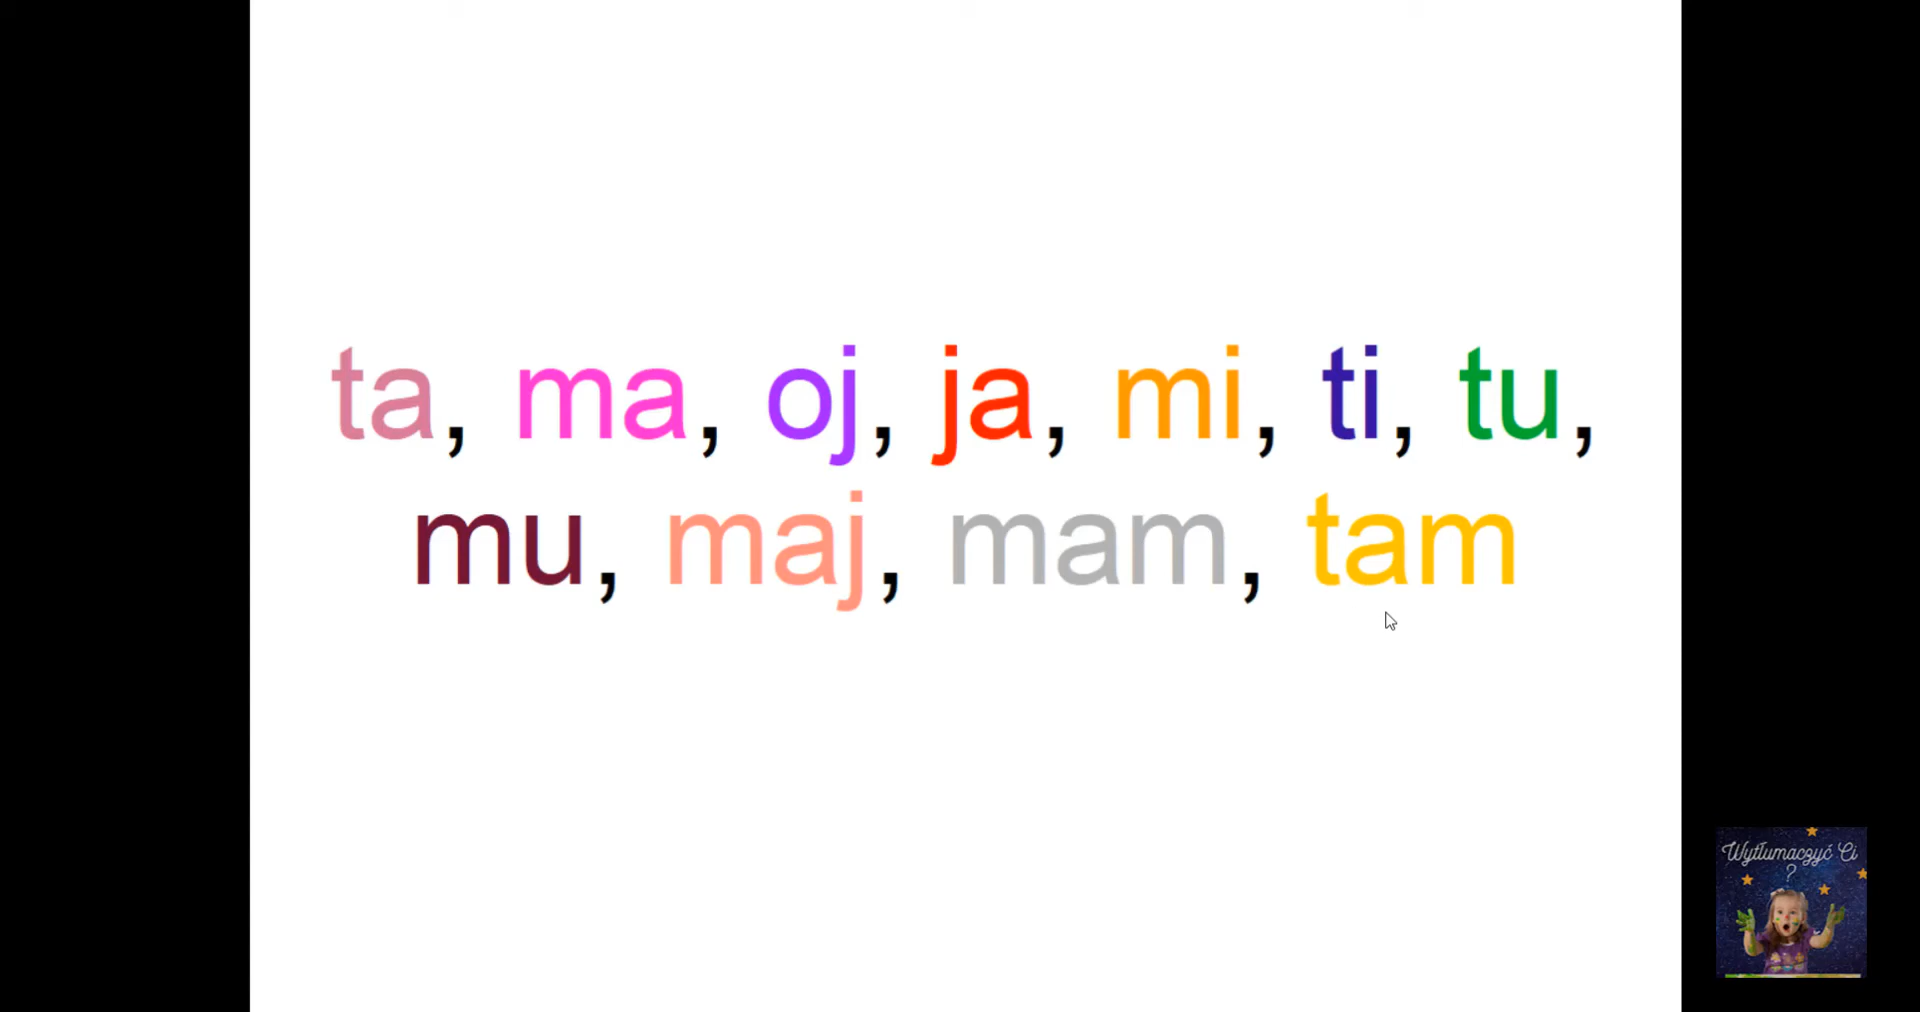 ta, ma, oj, ja, mi, ti, tu,
mu, maj, mam, tam
Wytłumaczyć Ci
?